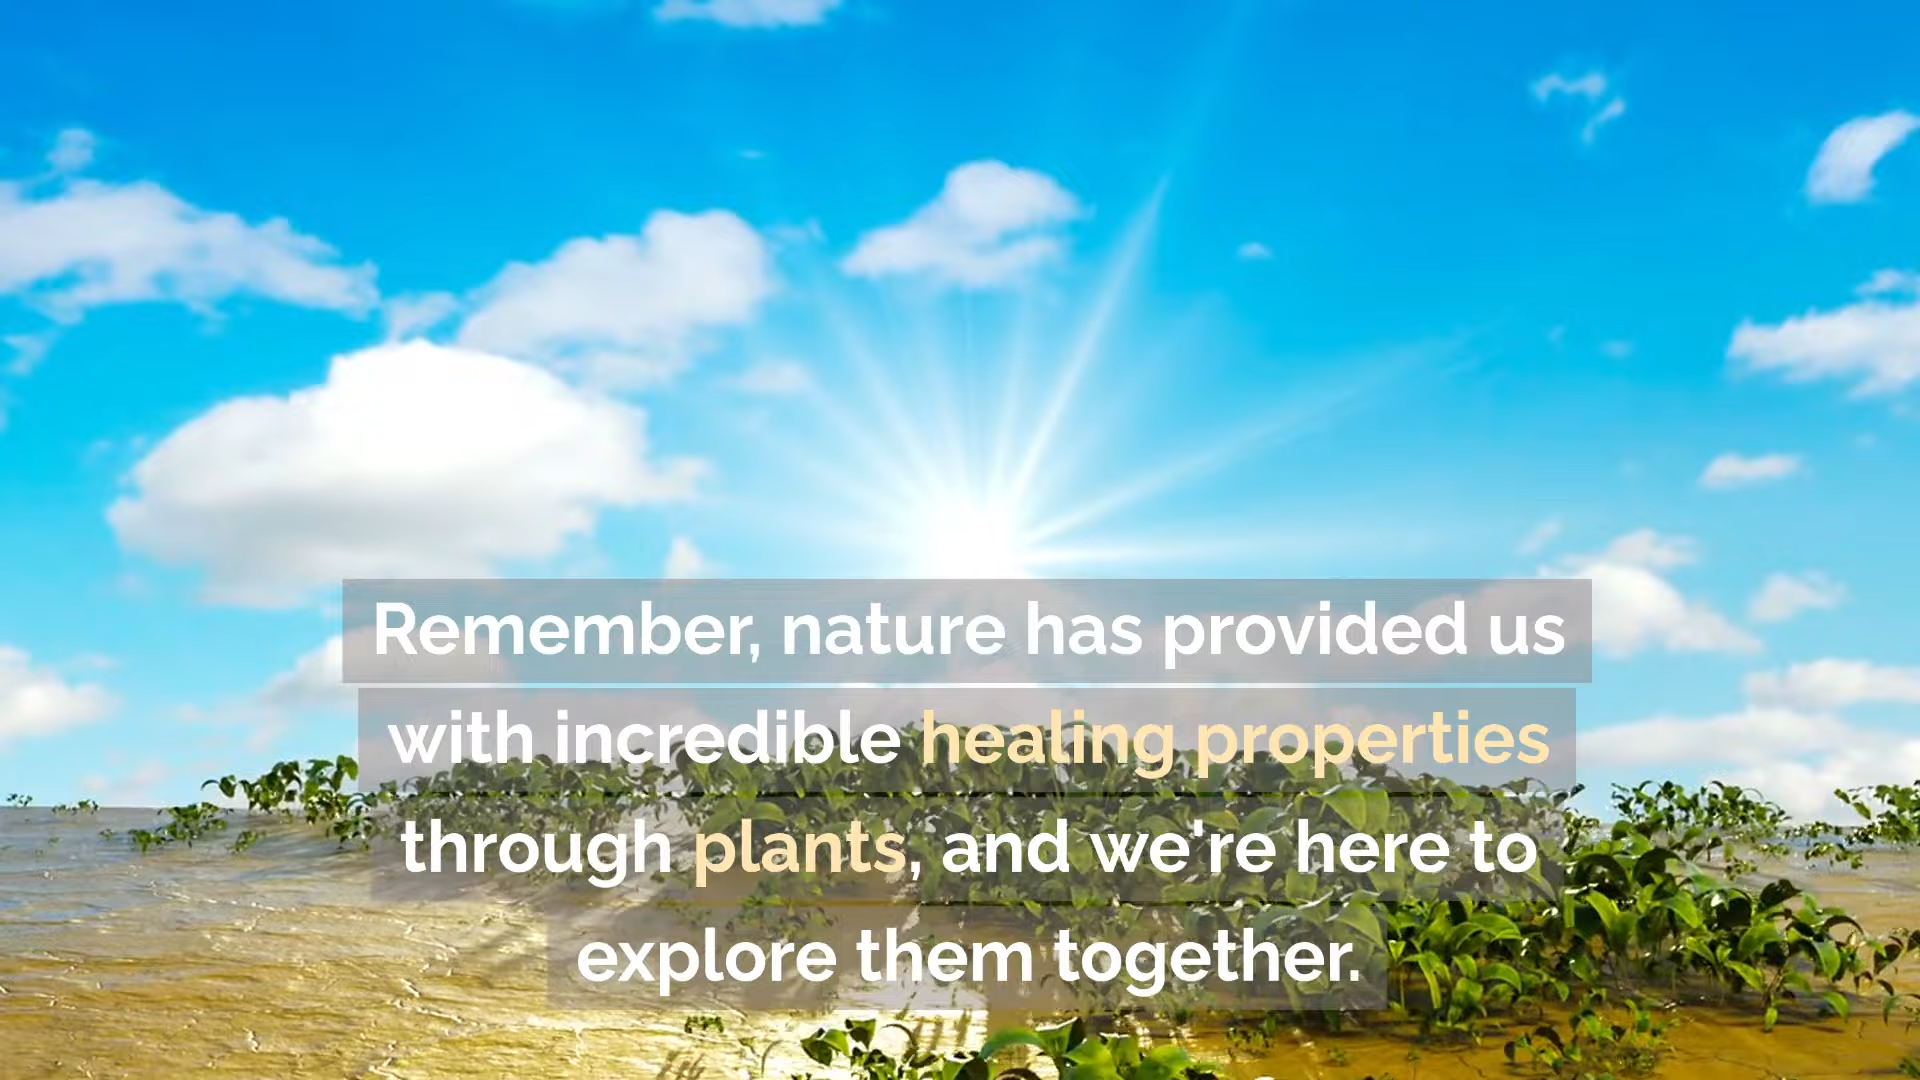 Remember, nature has provided us
with incredible healing properties
through plants, and we're here to
explore them together.